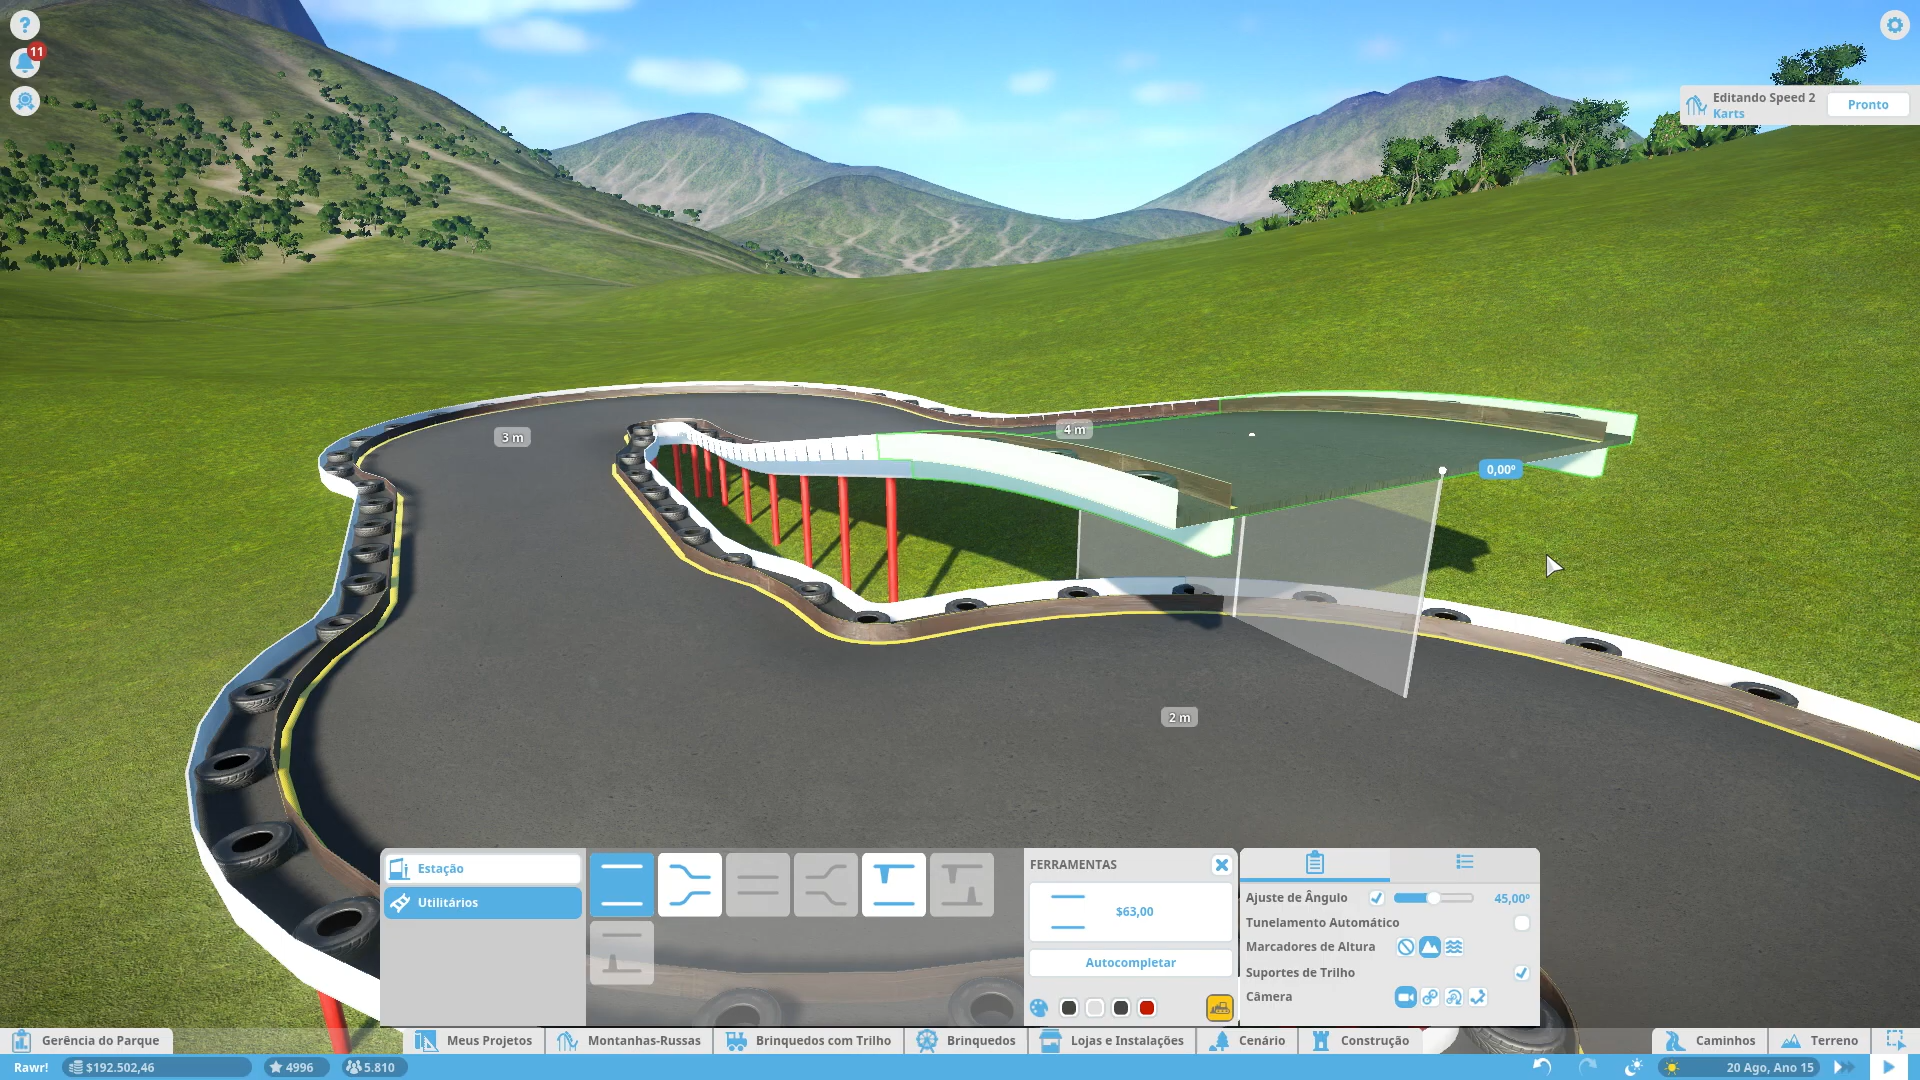 ?
11
Editando Speed 2
Karts
Pronto
3 m
4 m
0,00°
2 m
Estação
Utilitários
FERRAMENTAS
$63,00
Autocompletar
Ajuste de Ângulo
45,00°
Tunelamento Automático
Marcadores de Altura
Suportes de Trilho
Câmera
Gerência do Parque
Meus Projetos
Montanhas-Russas
Brinquedos com Trilho
Brinquedos
Lojas e Instalações
Cenário
Construção
Caminhos
Terreno
Rawr!
$192.502,46
4996
5.810
20 Ago, Ano 15